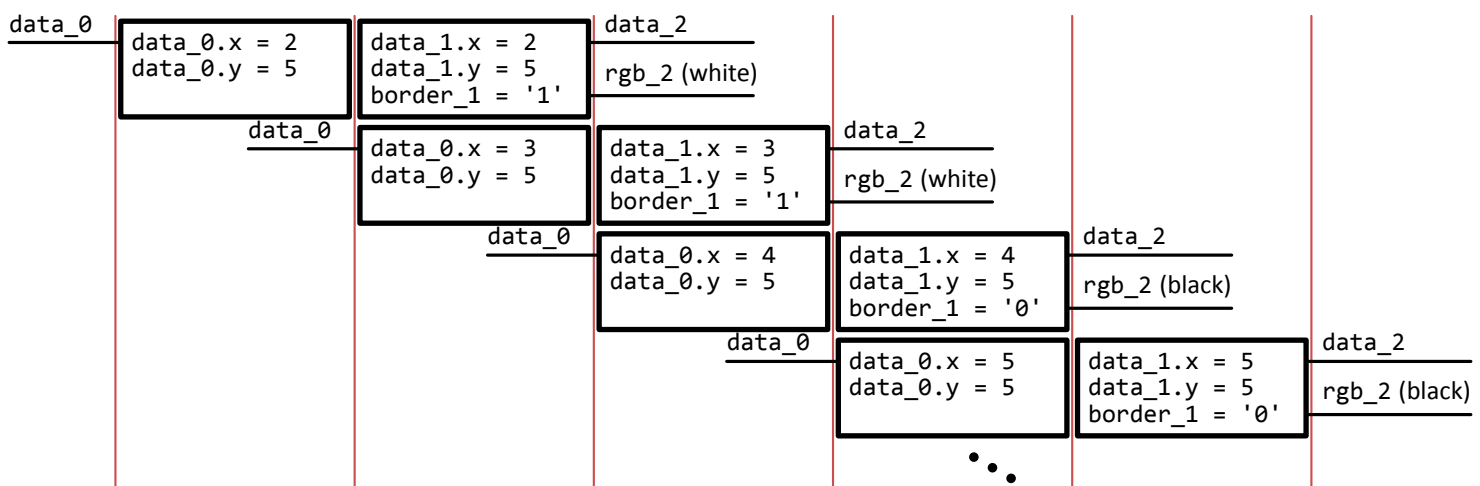 data_0
data_0.x = 2
data_0.y = 5
data_1.x = 2
data_1.y = 5
border_1 = '1'
data_2
rgb_2 (white)
data_0
data_0.x = 3
data_0.y = 5
data_1.x = 3
data_1.y = 5
border_1 = '1'
data_2
rgb_2 (white)
data_0
data_0.x = 4
data_0.y = 5
data_1.x = 4
data_1.y = 5
border_1 = '0'
data_2
rgb_2 (black)
data_0
data_0.x = 5
data_0.y = 5
data_1.x = 5
data_1.y = 5
border_1 = '0'
data_2
rgb_2 (black)